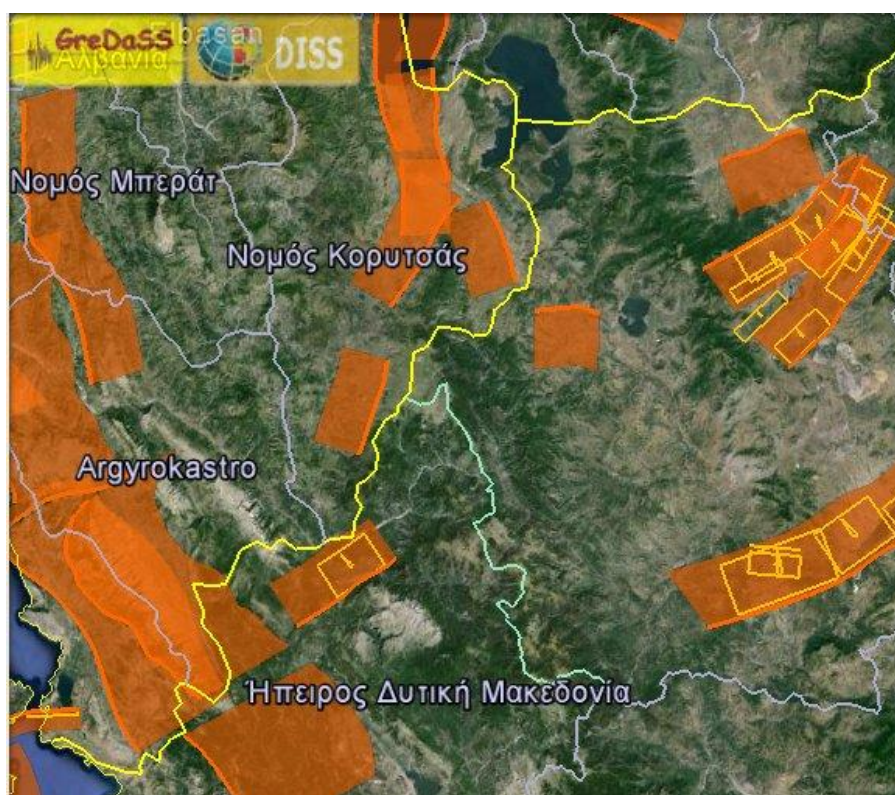 GreDaSS
Elbasan
Αλβανία
DISS
Νομός Μπεράτ
Νομός Κορυτσάς
Argyrokastro
Ήπειρος Δυτική Μακεδονία